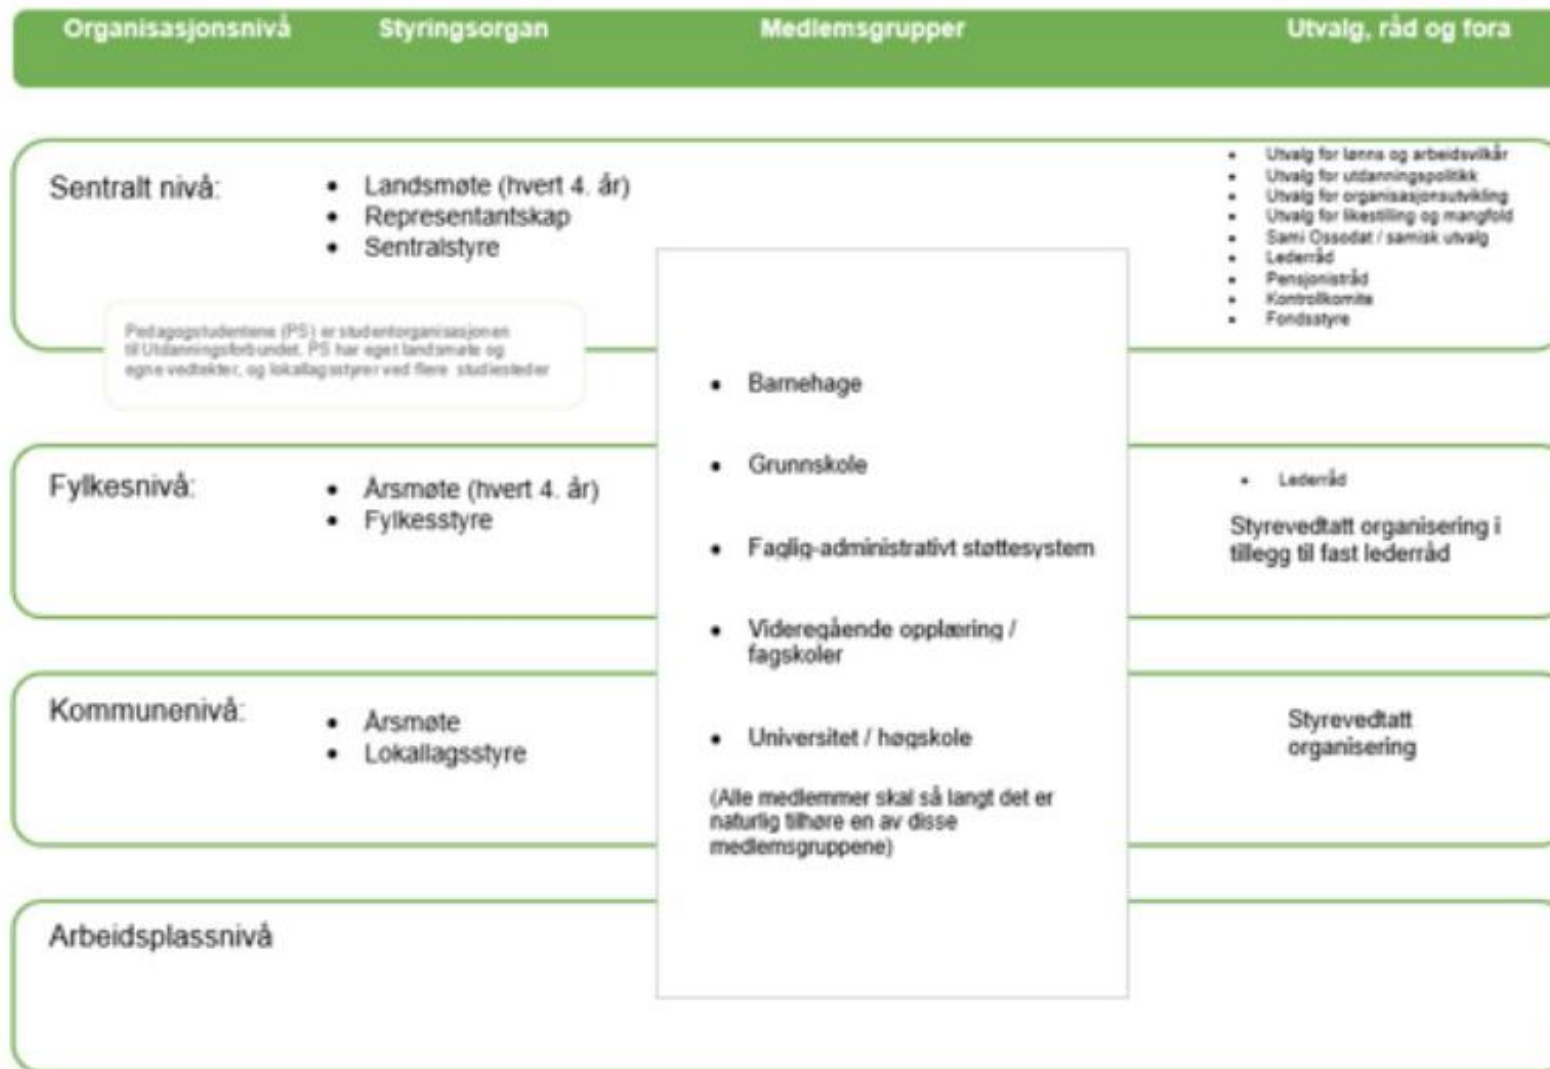 Organisasjonsnivå
Styringsorgan
Medlemsgrupper
Utvalg, råd og fora
Sentralt nivå:
• Landsmøte (hvert 4. år)
• Representantskap
• Sentralstyre
Pedagogstudentene (PS) er studentorganisasjonen
til Utdanningsforbundet. PS har eget landsmøte og
egne vedtekter, og lokallagsstyrer ved flere studiesteder
• Utvalg for lønns og arbeidsvilkår
• Utvalg for utdanningspolitikk
• Utvalg for organisasjonsutvikling
• Utvalg for likestilling og mangfold
• Sami Ossodat / samisk utvalg
• Lederråd
• Pensjonistråd
• Kontrollkomite
• Fondsstyre
Fylkesnivå:
• Årsmøte (hvert 4. år)
• Fylkesstyre
• Lederråd
Styrevedtatt organisering i
tillegg til fast lederråd
Kommunenivå:
• Årsmøte
• Lokallagsstyre
Styrevedtatt
organisering
Arbeidsplassnivå
• Barnehage
• Grunnskole
• Faglig-administrativt støttesystem
• Videregående opplæring /
fagskoler
• Universitet / høgskole
(Alle medlemmer skal så langt det er
naturlig tilhøre en av disse
medlemsgruppene)